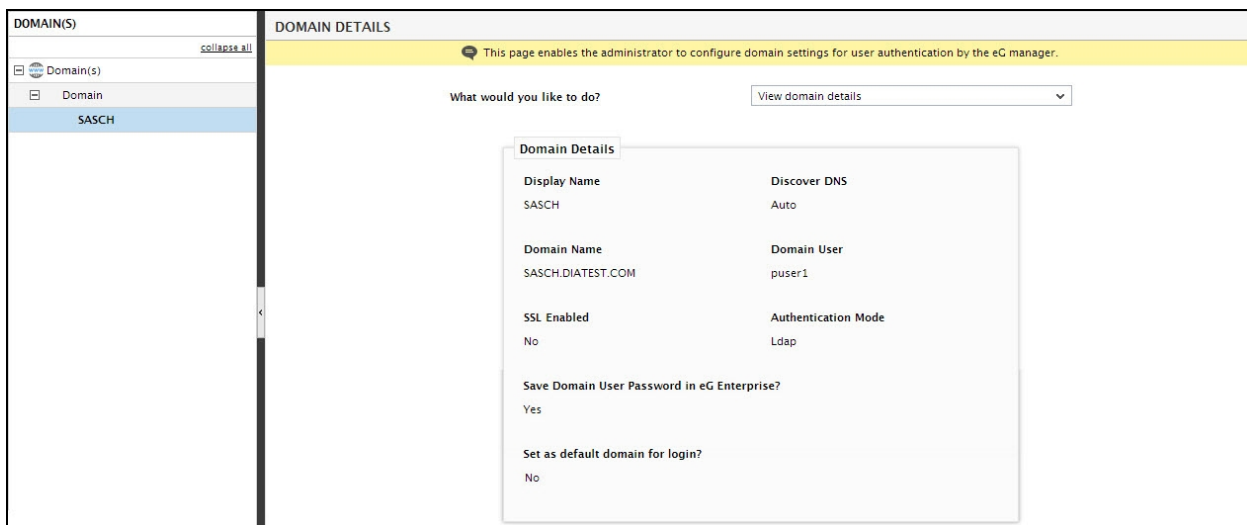 DOMAIN(S)
collapse all
Domain(s)
Domain
SASCH
DOMAIN DETAILS
This page enables the administrator to configure domain settings for user authentication by the eG manager.
What would you like to do? View domain details
Domain Details
Display Name Discover DNS
SASCH Auto
Domain Name Domain User
SASCH.DIATEST.COM puser1
SSL Enabled Authentication Mode
No Ldap
Save Domain User Password in eG Enterprise?
Yes
Set as default domain for login?
No